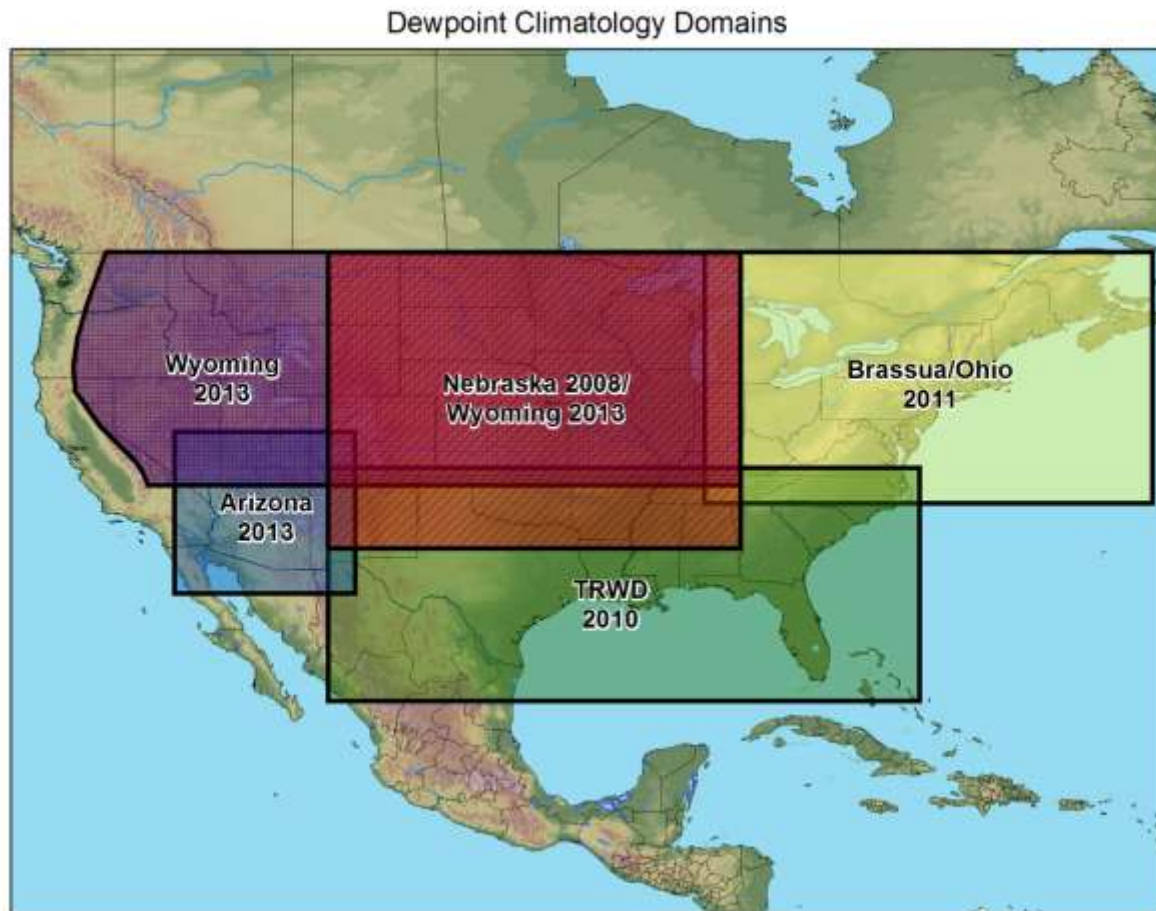 Dewpoint Climatology Domains
Wyoming
2013
Nebraska 2008/
Wyoming 2013
Brassua/Ohio
2011
Arizona
2013
TRWD
2010